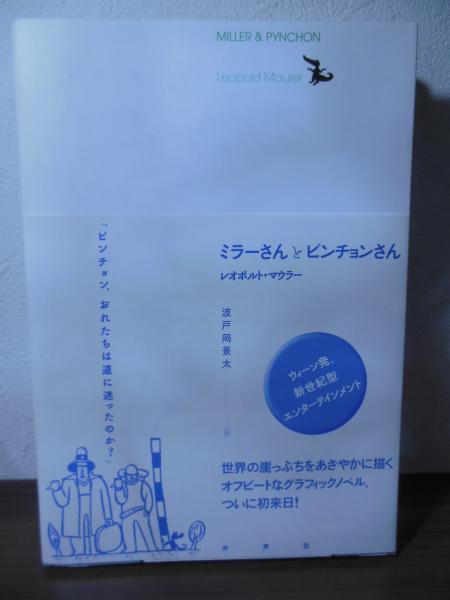 MILLER & PYNCHON
Leopold Maurer
ミラーさんとピンチョンさん
レオポルト・マウラー
波戸岡景太
訳
「ピンチョン、おれたちは道に迷ったのか?」
ウィーン発、
新世紀型
エンターテインメント
世界の崖っぷちをあざやかに描く
オフビートなグラフィックノベル、
ついに初来日!
水声社